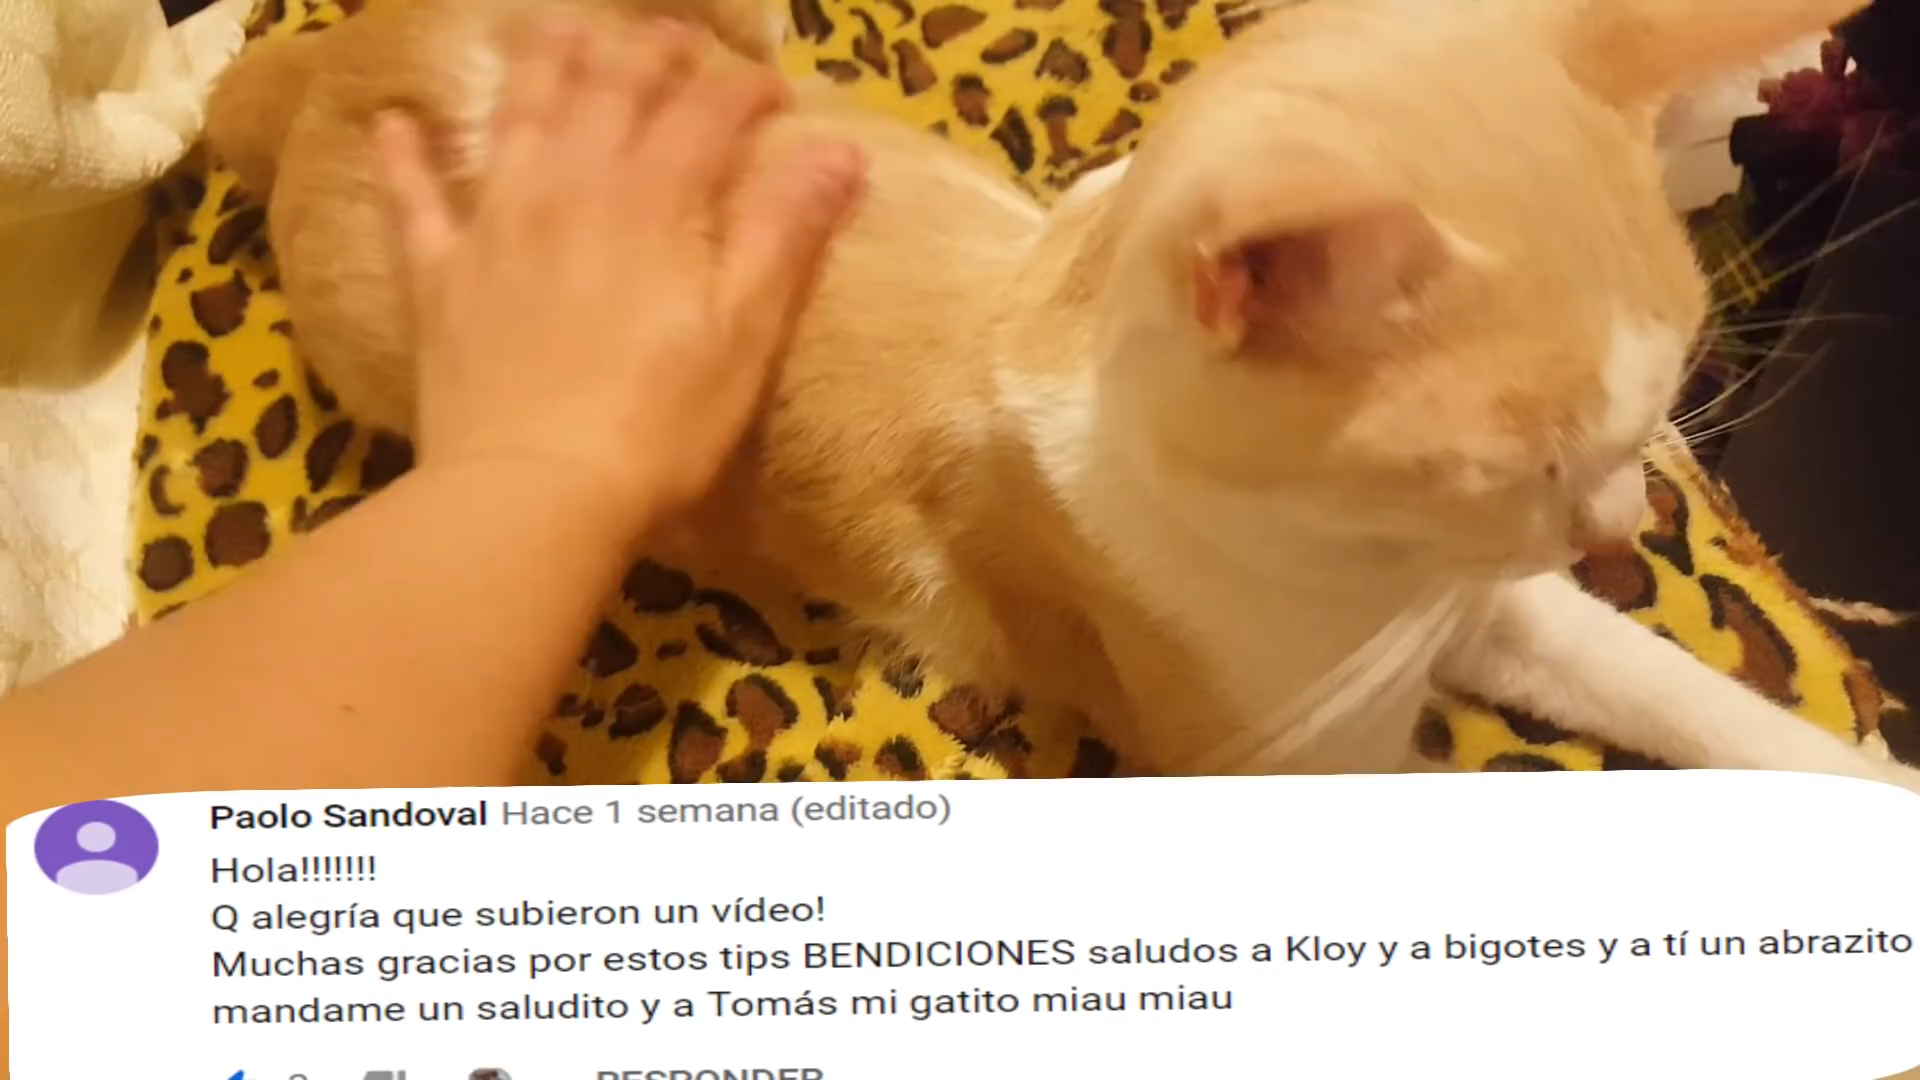 Paolo Sandoval Hace 1 semana (editado)
Hola!!!!!!!
Q alegría que subieron un vídeo!
Muchas gracias por estos tips BENDICIONES saludos a Kloy y a bigotes y a tí un abrazito
mandame un saludito y a Tomás mi gatito miau miau
RESPONDER